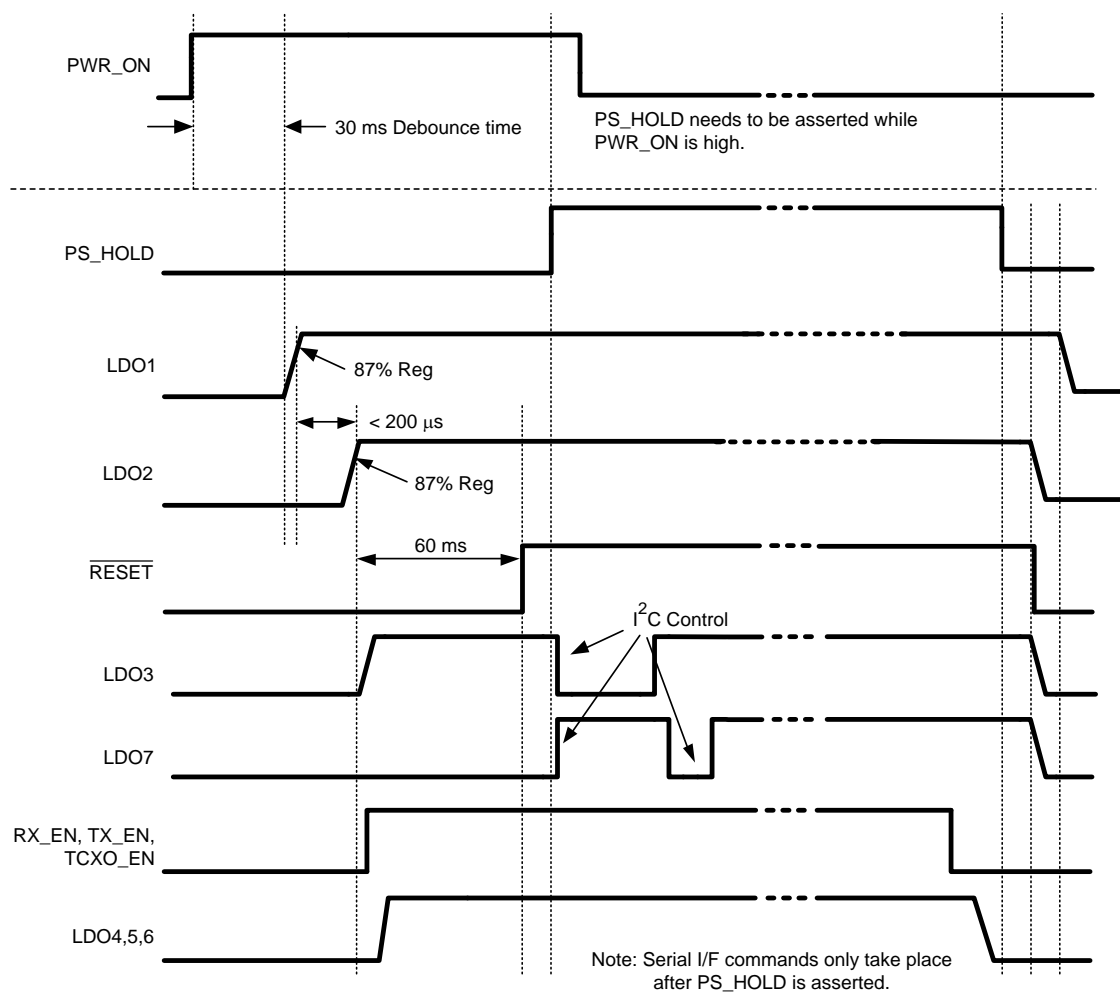 PWR_ON
30 ms Debounce time
PS_HOLD needs to be asserted while
PWR_ON is high.
PS_HOLD
LDO1
87% Reg
< 200 µs
LDO2
87% Reg
60 ms
RESET
I2C Control
LDO3
LDO7
RX_EN, TX_EN,
TCXO_EN
LDO4,5,6
Note: Serial I/F commands only take place
after PS_HOLD is asserted.